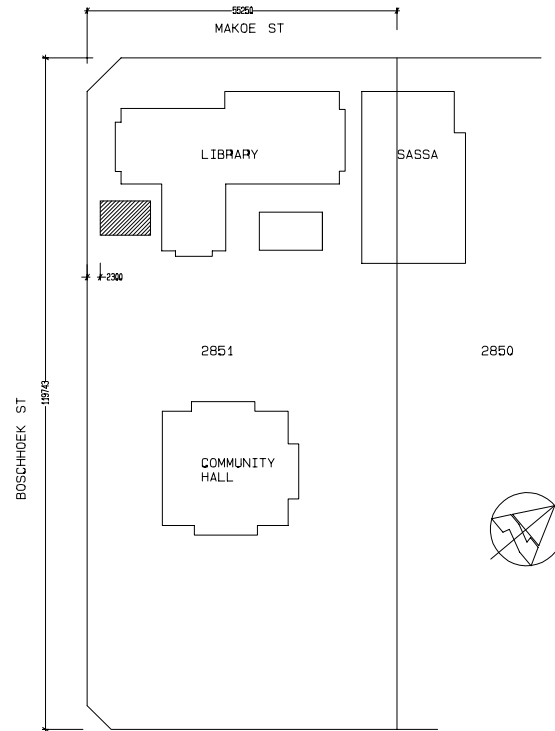 55250
MAKOE ST
LIBRARY
SASSA
2300
2851
2850
119743
BOSCHHOEK ST
COMMUNITY
HALL